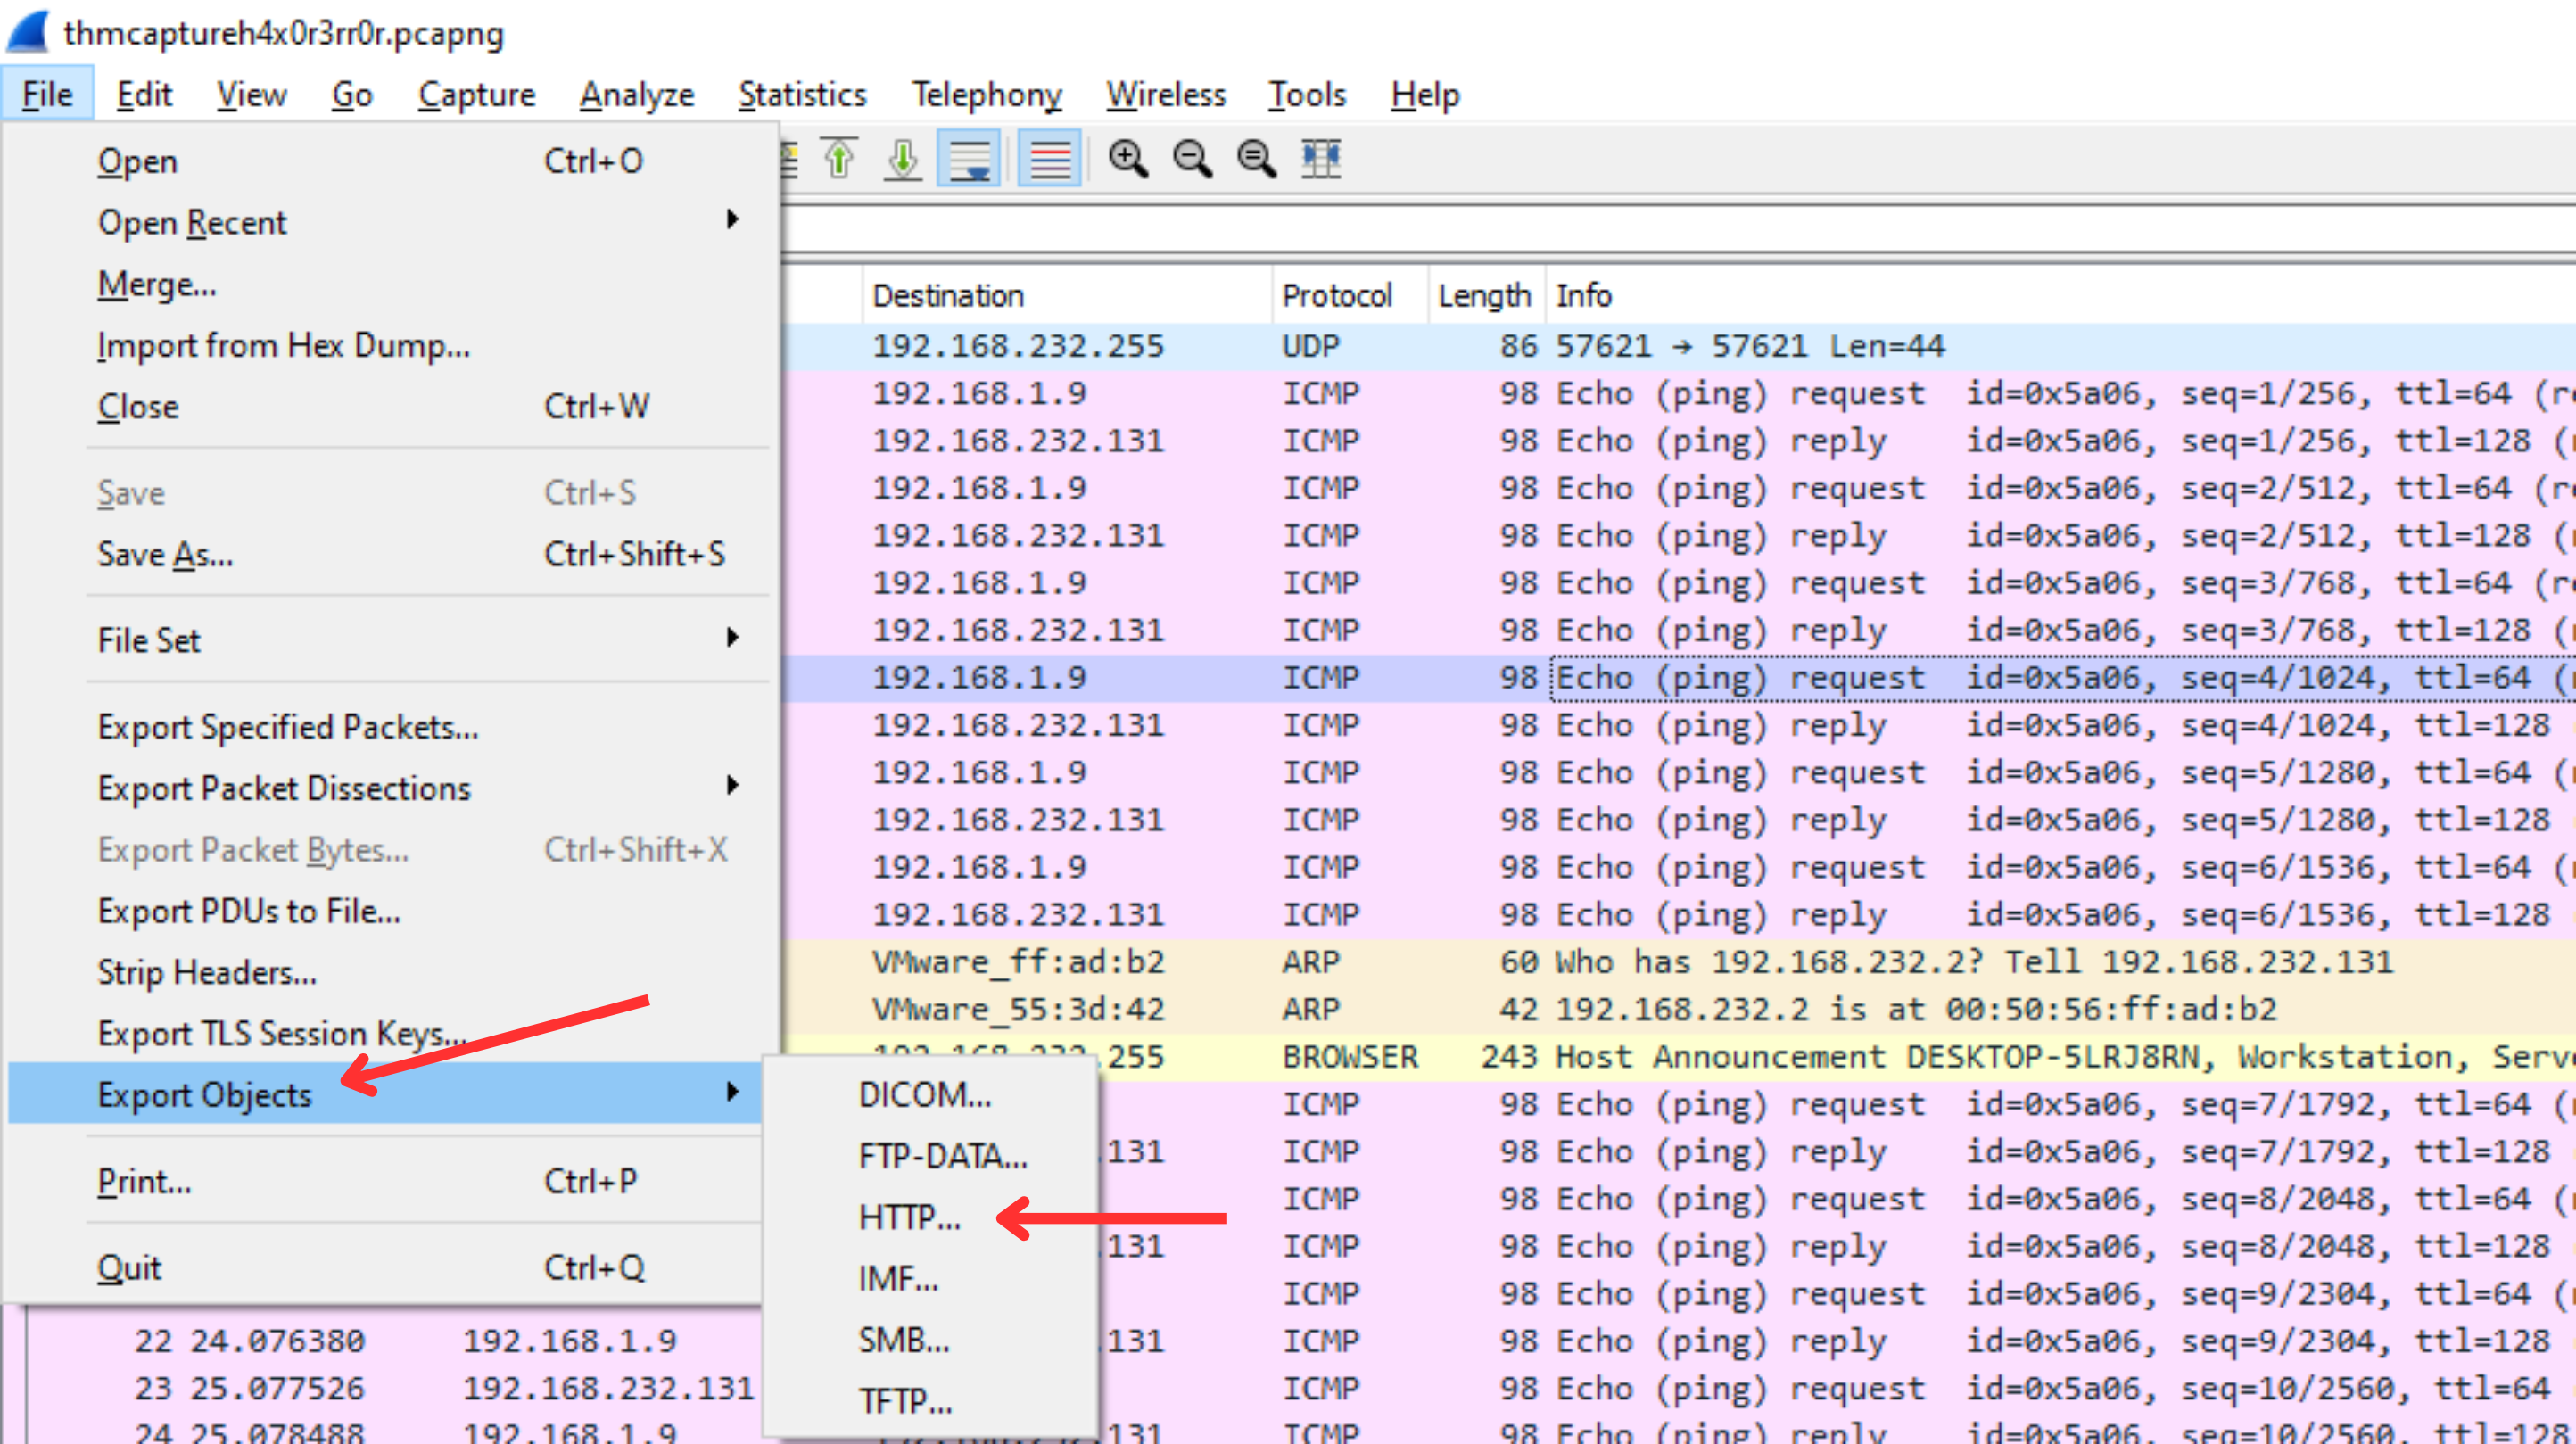 thmcaptureh4x0r3rr0r.pcapng
File Edit View Go Capture Analyze Statistics Telephony Wireless Tools Help
Open Ctrl+O
Open Recent
Merge...
Import from Hex Dump...
Close Ctrl+W
Save Ctrl+S
Save As... Ctrl+Shift+S
File Set
Export Specified Packets...
Export Packet Dissections
Export Packet Bytes... Ctrl+Shift+X
Export PDUs to File...
Strip Headers...
Export TLS Session Keys...
Export Objects
Print... Ctrl+P
Quit Ctrl+Q
DICOM...
FTP-DATA...
HTTP...
IMF...
SMB...
TFTP...
Destination Protocol Length Info
192.168.232.255 UDP 86 57621 → 57621 Len=44
192.168.1.9 ICMP 98 Echo (ping) request id=0x5a06, seq=1/256, ttl=64 (r
192.168.232.131 ICMP 98 Echo (ping) reply id=0x5a06, seq=1/256, ttl=128 (
192.168.1.9 ICMP 98 Echo (ping) request id=0x5a06, seq=2/512, ttl=64 (r
192.168.232.131 ICMP 98 Echo (ping) reply id=0x5a06, seq=2/512, ttl=128 (
192.168.1.9 ICMP 98 Echo (ping) request id=0x5a06, seq=3/768, ttl=64 (r
192.168.232.131 ICMP 98 Echo (ping) reply id=0x5a06, seq=3/768, ttl=128 (
192.168.1.9 ICMP 98 Echo (ping) request id=0x5a06, seq=4/1024, ttl=64 (
192.168.232.131 ICMP 98 Echo (ping) reply id=0x5a06, seq=4/1024, ttl=128
192.168.1.9 ICMP 98 Echo (ping) request id=0x5a06, seq=5/1280, ttl=64 (
192.168.232.131 ICMP 98 Echo (ping) reply id=0x5a06, seq=5/1280, ttl=128
192.168.1.9 ICMP 98 Echo (ping) request id=0x5a06, seq=6/1536, ttl=64 (
192.168.232.131 ICMP 98 Echo (ping) reply id=0x5a06, seq=6/1536, ttl=128
VMware_ff:ad:b2 ARP 60 Who has 192.168.232.2? Tell 192.168.232.131
VMware_55:3d:42 ARP 42 192.168.232.2 is at 00:50:56:ff:ad:b2
192.168.232.255 BROWSER 243 Host Announcement DESKTOP-5LRJ8RN, Workstation, Serv
ICMP 98 Echo (ping) request id=0x5a06, seq=7/1792, ttl=64 (
.131 ICMP 98 Echo (ping) reply id=0x5a06, seq=7/1792, ttl=128
ICMP 98 Echo (ping) request id=0x5a06, seq=8/2048, ttl=64 (
.131 ICMP 98 Echo (ping) reply id=0x5a06, seq=8/2048, ttl=128
ICMP 98 Echo (ping) request id=0x5a06, seq=9/2304, ttl=64 (
22 24.076380 192.168.1.9 .131 ICMP 98 Echo (ping) reply id=0x5a06, seq=9/2304, ttl=128
23 25.077526 192.168.232.131 ICMP 98 Echo (ping) request id=0x5a06, seq=10/2560, ttl=64
24 25.078488 192.168.1.9 .131 ICMP 98 Echo (ping) reply id=0x5a06, seq=10/2560, ttl=128